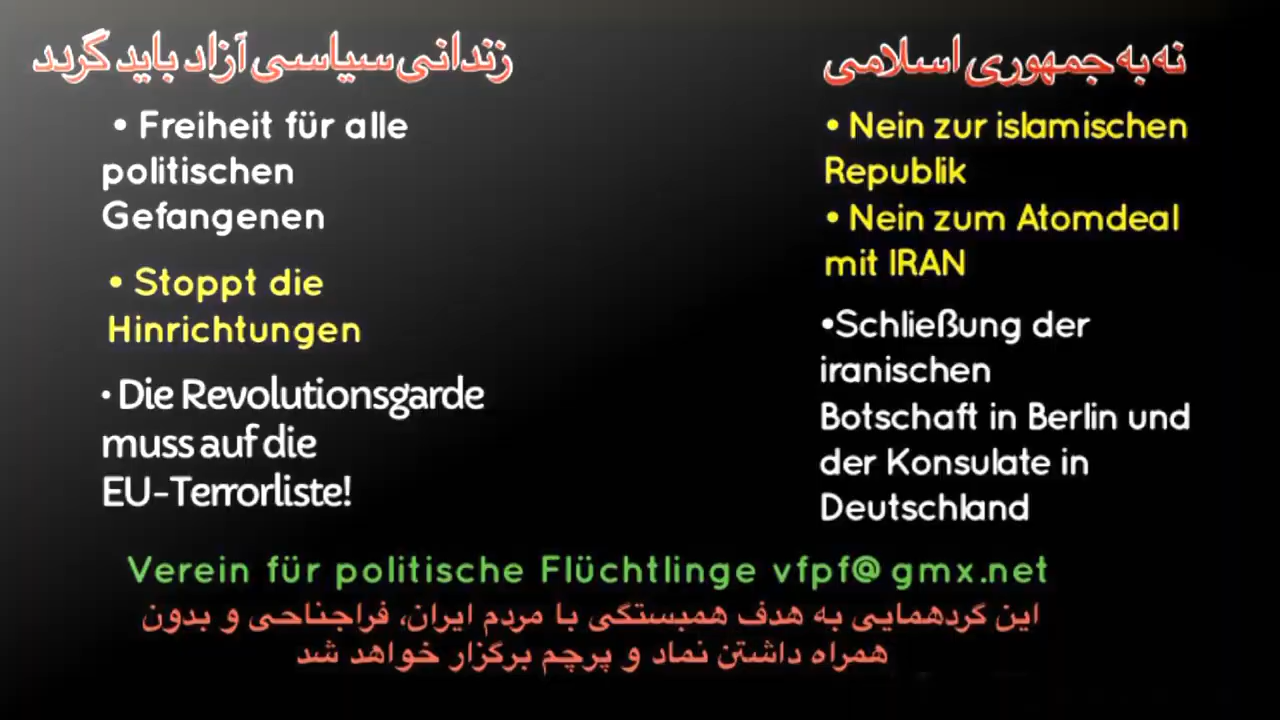 زندانی سیاسی آزاد باید گردد
• Freiheit für alle
politischen
Gefangenen
• Stoppt die
Hinrichtungen
• Die Revolutionsgarde
muss auf die
EU-Terrorliste!
نه به جمهوری اسلامی
• Nein zur islamischen
Republik
• Nein zum Atomdeal
mit IRAN
•Schließung der
iranischen
Botschaft in Berlin und
der Konsulate in
Deutschland
Verein für politische Flüchtlinge vfpf@gmx.net
این گردهمایی به هدف همبستگی با مردم ایران، فراجناحی و بدون
همراه داشتن نماد و پرچم برگزار خواهد شد